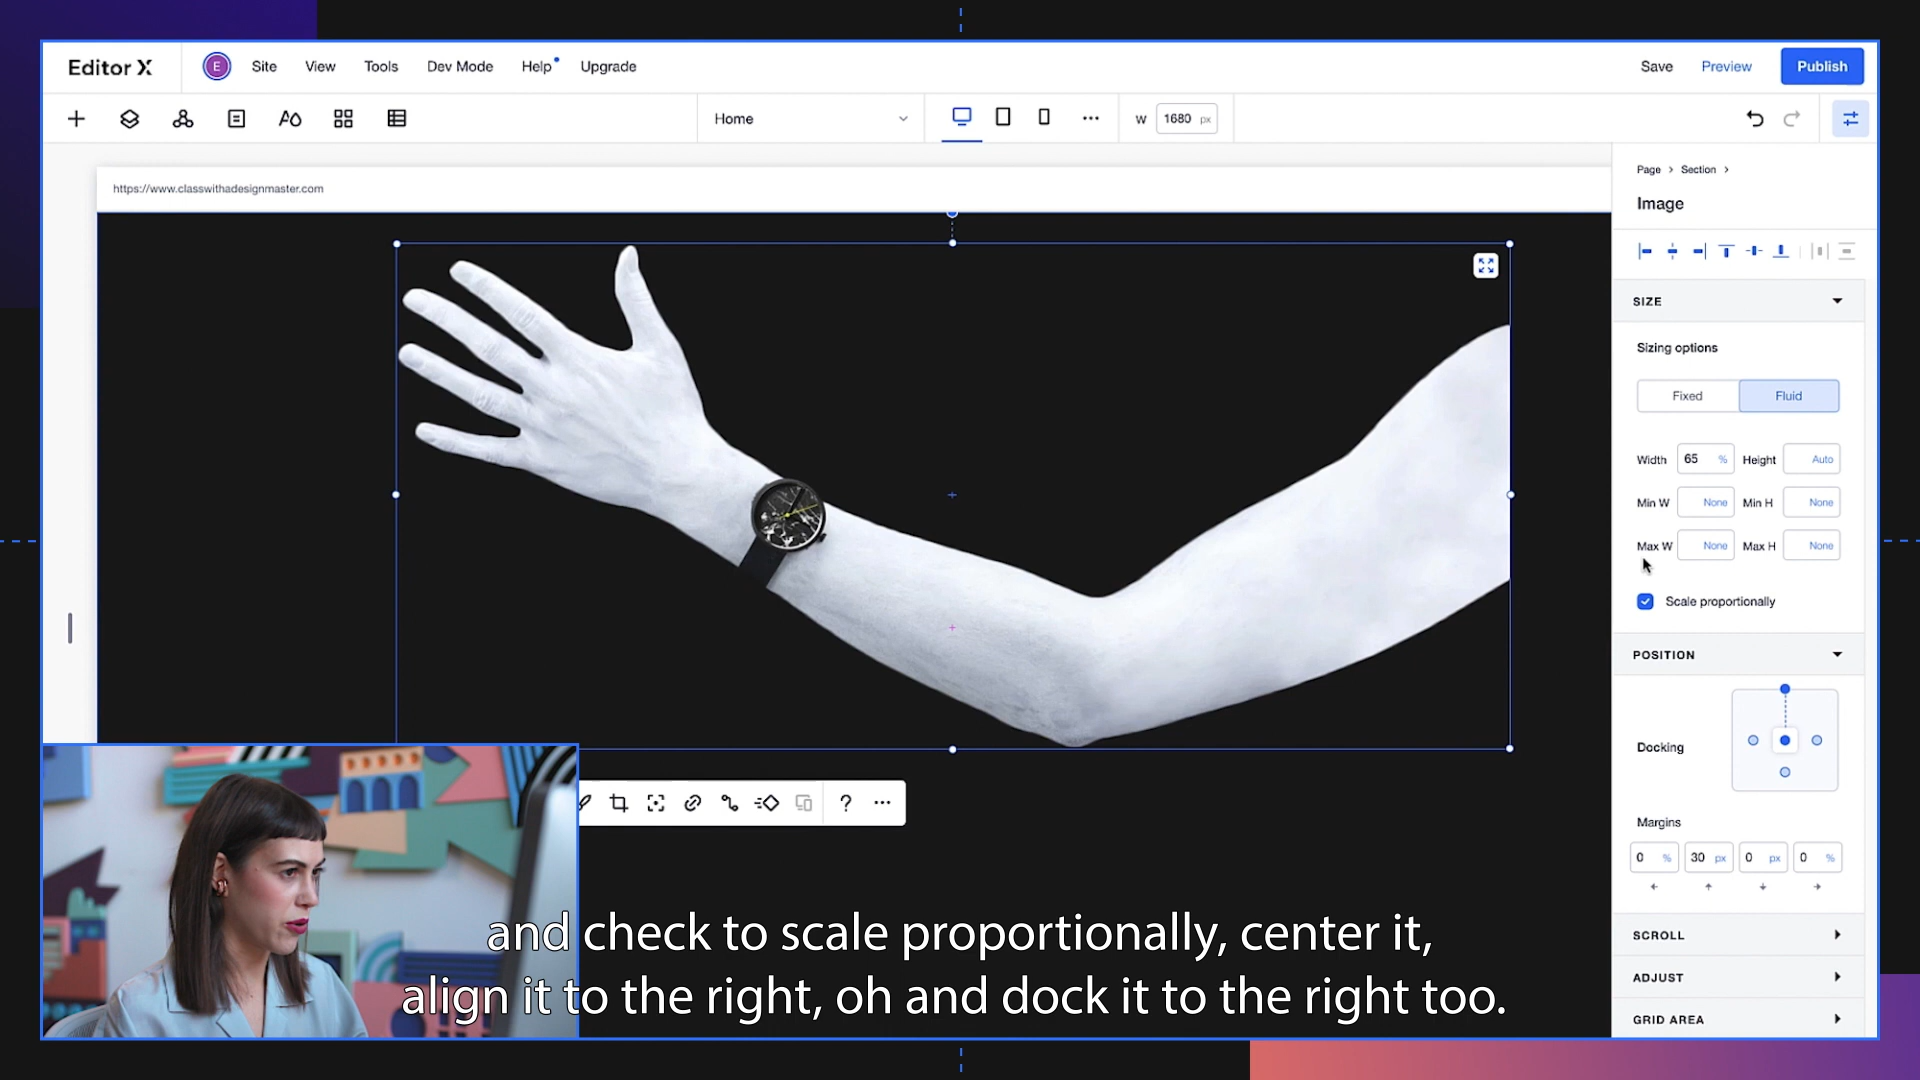 Editor X
E
Site
View
Tools
Dev Mode
Help
Upgrade
Save
Preview
Publish
Home
W
1680 px
https://www.classwithadesignmaster.com
Page
Section
Image
SIZE
Sizing options
Fixed
Fluid
Width 65 % Height Auto
Min W None Min H None
Max W None Max H None
Scale proportionally
POSITION
Docking
Margins
0 % 30 px 0 px 0 %
SCROLL
ADJUST
GRID AREA
and check to scale proportionally, center it,
align it to the right, oh and dock it to the right too.